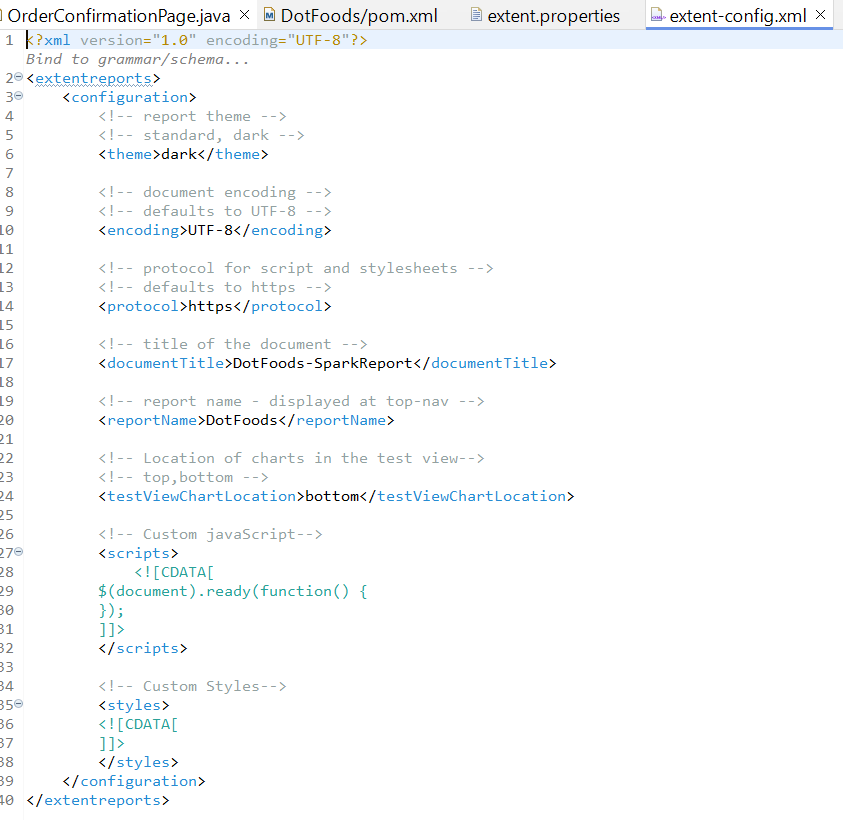 OrderConfirmationPage.java DotFoods/pom.xml extent.properties extent-config.xml
1 <?xml version="1.0" encoding="UTF-8"?>
Bind to grammar/schema...
2 <extentreports>
3 <configuration>
4 <!-- report theme -->
5 <!-- standard, dark -->
6 <theme>dark</theme>
7
8 <!-- document encoding -->
9 <!-- defaults to UTF-8 -->
10 <encoding>UTF-8</encoding>
11
12 <!-- protocol for script and stylesheets -->
13 <!-- defaults to https -->
14 <protocol>https</protocol>
15
16 <!-- title of the document -->
17 <documentTitle>DotFoods-SparkReport</documentTitle>
18
19 <!-- report name - displayed at top-nav -->
20 <reportName>DotFoods</reportName>
21
22 <!-- Location of charts in the test view-->
23 <!-- top,bottom -->
24 <testViewChartLocation>bottom</testViewChartLocation>
25
26 <!-- Custom javaScript-->
27 <scripts>
28 <![CDATA[
29 $(document).ready(function() {
30 });
31 ]]>
32 </scripts>
33
34 <!-- Custom Styles-->
35 <styles>
36 <![CDATA[
37 ]]>
38 </styles>
39 </configuration>
40 </extentreports>